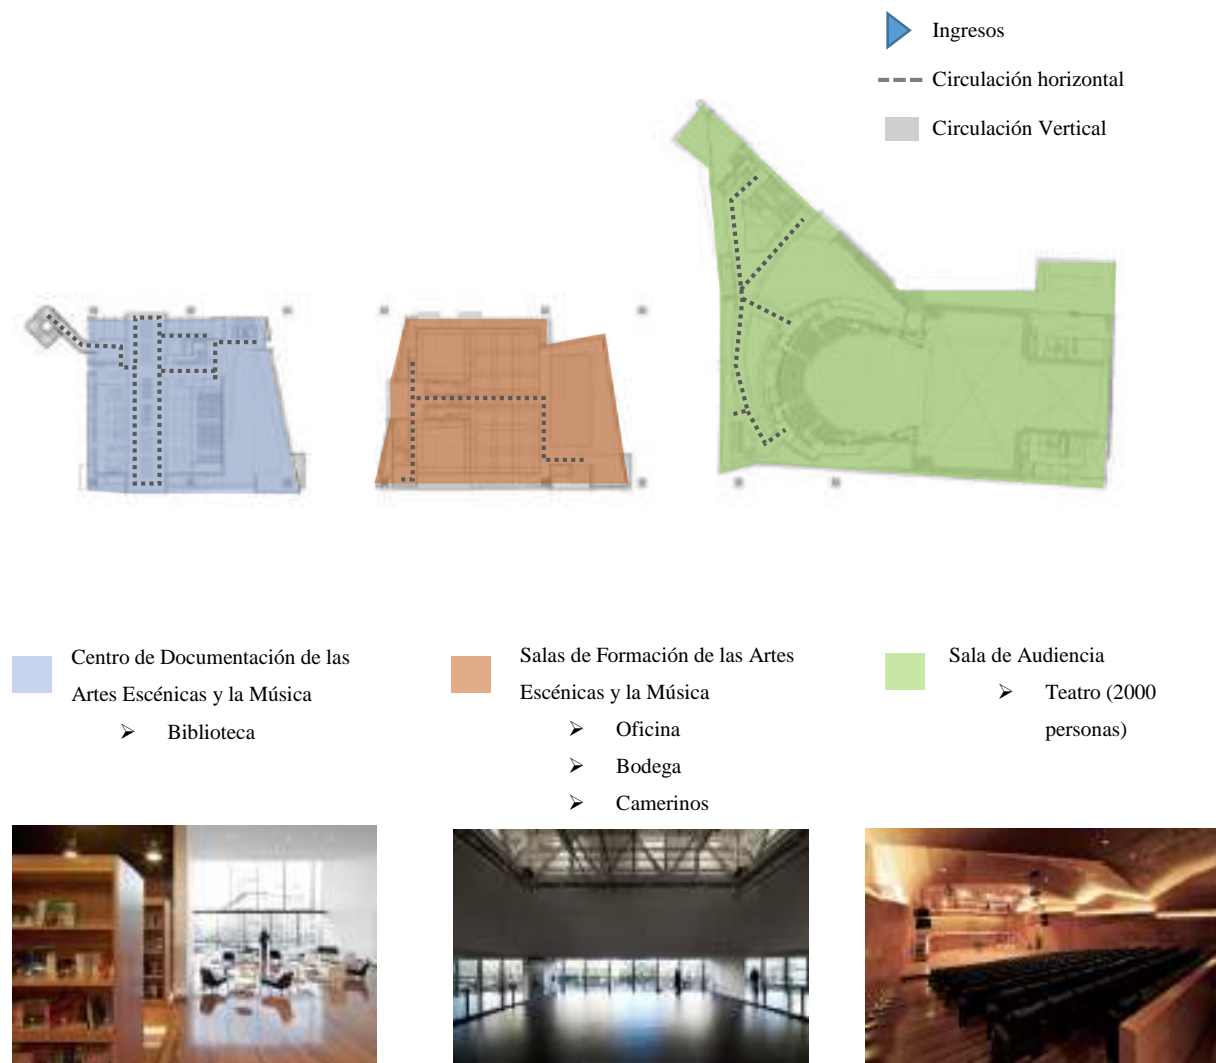 Ingresos
Circulación horizontal
Circulación Vertical
Centro de Documentación de las
Artes Escénicas y la Música
➢ Biblioteca
Salas de Formación de las Artes
Escénicas y la Música
➢ Oficina
➢ Bodega
➢ Camerinos
Sala de Audiencia
➢ Teatro (2000
personas)